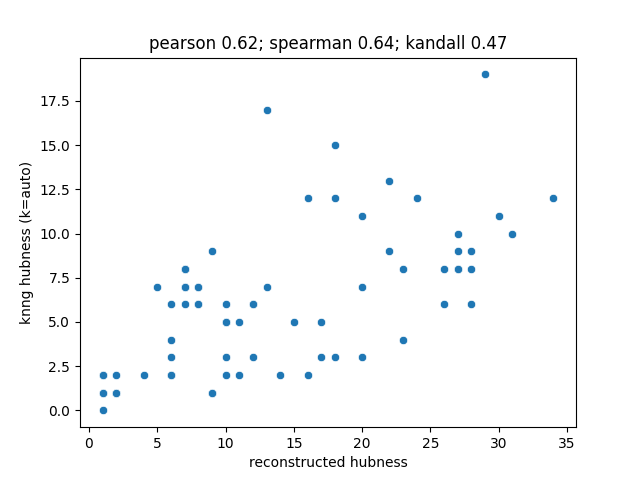 pearson 0.62; spearman 0.64; kandall 0.47
knng hubness (k=auto)
17.5
15.0
12.5
10.0
7.5
5.0
2.5
0.0
0 5 10 15 20 25 30 35
reconstructed hubness